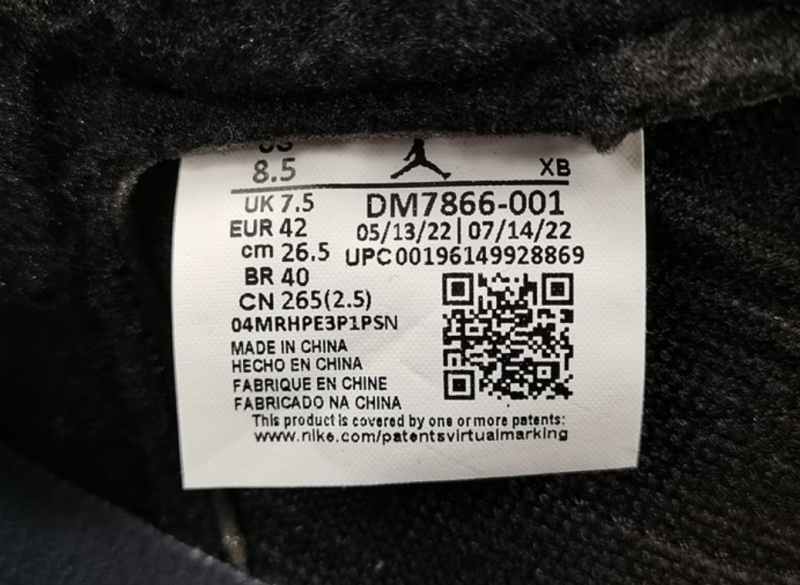 US
8.5 XB
UK 7.5 DM7866-001
EUR 42 05/13/22|07/14/22
cm 26.5 UPC00196149928869
BR 40
CN 265(2.5)
04MRHPE3P1PSN
MADE IN CHINA
HECHO EN CHINA
FABRIQUE EN CHINE
FABRICADO NA CHINA
This product is covered by one or more patents:
www.nike.com/patentsvirtualmarking